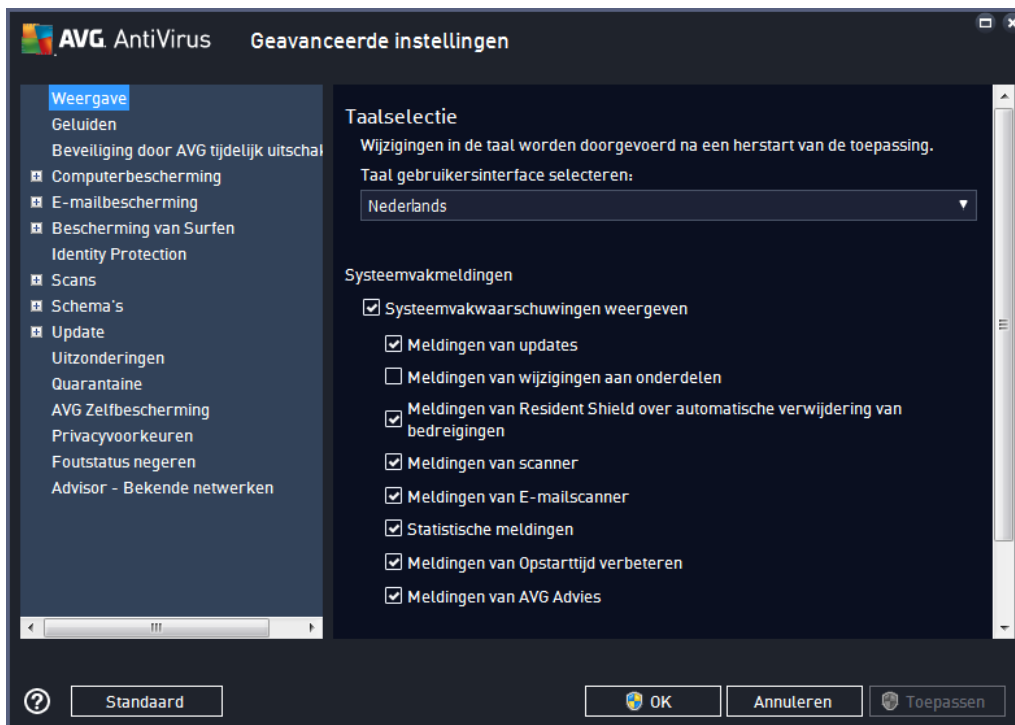 AVG. AntiVirus Geavanceerde instellingen
Weergave
Geluiden
Beveiliging door AVG tijdelijk uitschak
Computerbescherming
E-mailbescherming
Bescherming van Surfen
Identity Protection
Scans
Schema's
Update
Uitzonderingen
Quarantaine
AVG Zelfbescherming
Privacyvoorkeuren
Foutstatus negeren
Advisor - Bekende netwerken
Taalselectie
Wijzigingen in de taal worden doorgevoerd na een herstart van de toepassing.
Taal gebruikersinterface selecteren:
Nederlands
Systeemvakmeldingen
Systeemvakwaarschuwingen weergeven
Meldingen van updates
Meldingen van wijzigingen aan onderdelen
Meldingen van Resident Shield over automatische verwijdering van
bedreigingen
Meldingen van scanner
Meldingen van E-mailscanner
Statistische meldingen
Meldingen van Opstarttijd verbeteren
Meldingen van AVG Advies
Standaard
OK
Annuleren
Toepassen